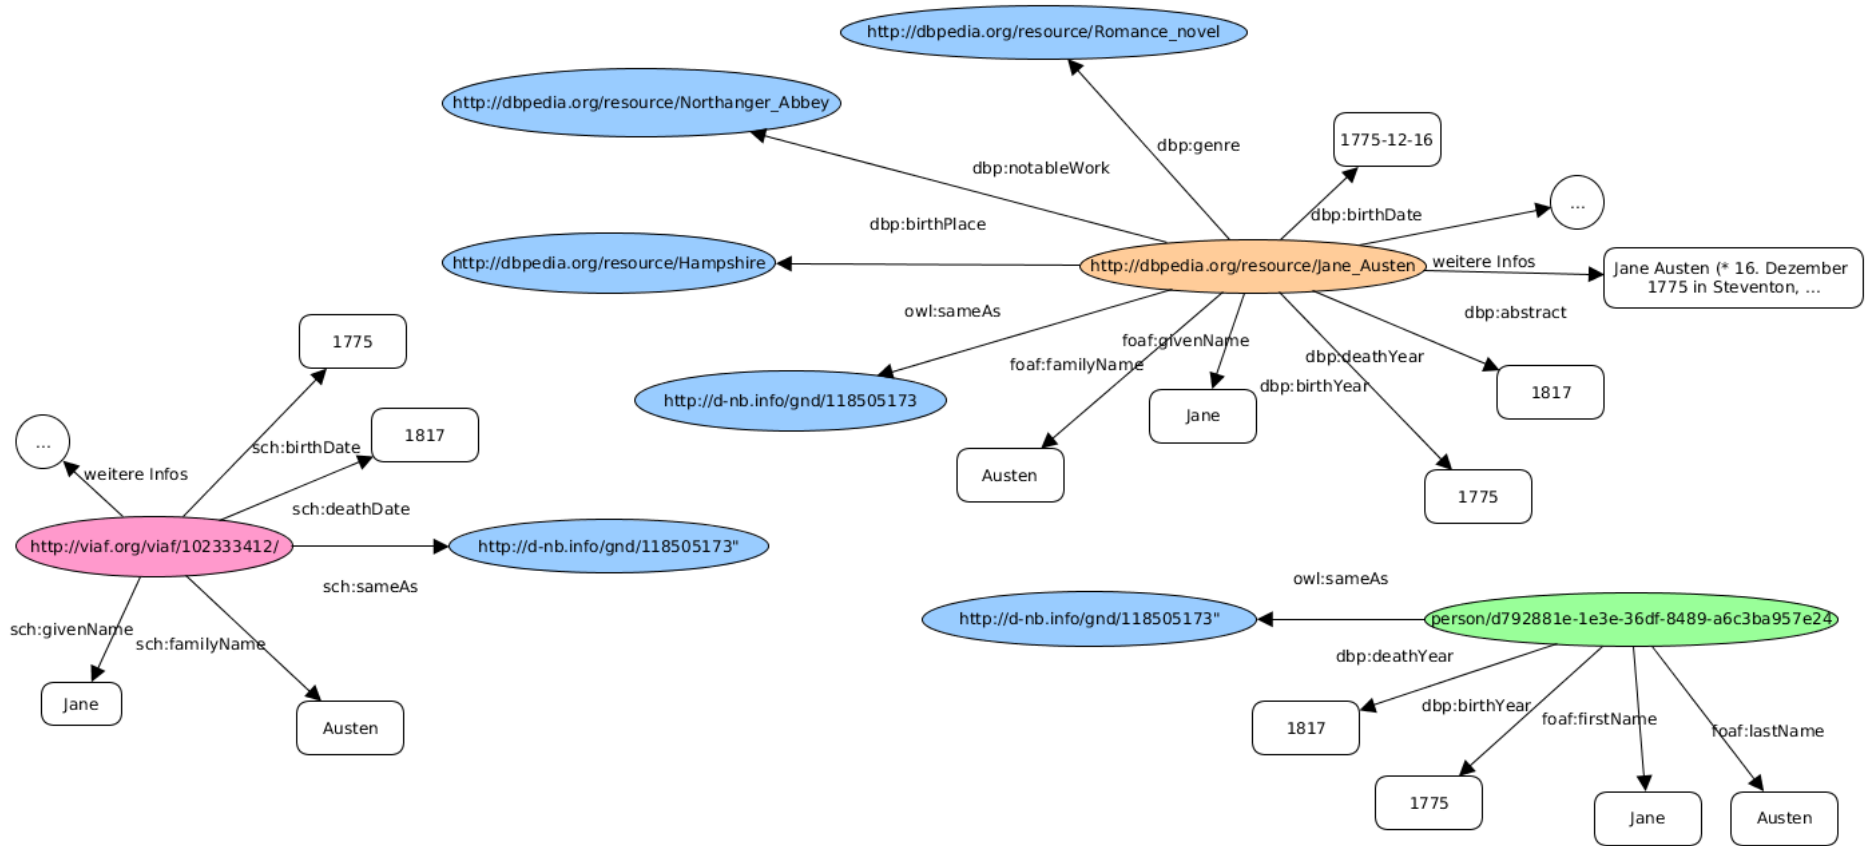 http://dbpedia.org/resource/Romance_novel
http://dbpedia.org/resource/Northanger_Abbey
dbp:genre
1775-12-16
dbp:notableWork
...
dbp:birthDate
dbp:birthPlace
http://dbpedia.org/resource/Hampshire
http://dbpedia.org/resource/Jane_Austen
weitere Infos
Jane Austen (* 16. Dezember
1775 in Steventon, ...
owl:sameAs
dbp:abstract
foaf:givenName
foaf:familyName
dbp:deathYear
dbp:birthYear
http://d-nb.info/gnd/118505173
Jane
1817
Austen
1775
1775
1817
...
sch:birthDate
weitere Infos
sch:deathDate
http://viaf.org/viaf/102333412/
http://d-nb.info/gnd/118505173"
sch:sameAs
sch:givenName
sch:familyName
Jane
Austen
owl:sameAs
http://d-nb.info/gnd/118505173"
person/d792881e-1e3e-36df-8489-a6c3ba957e24
dbp:deathYear
dbp:birthYear
foaf:firstName
foaf:lastName
1817
1775
Jane
Austen